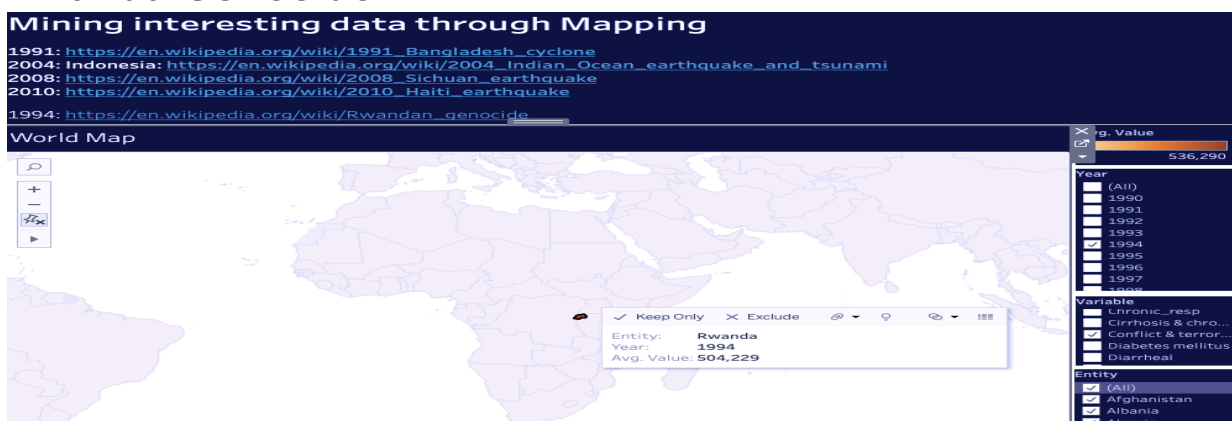 Mining interesting data through Mapping
1991: https://en.wikipedia.org/wiki/1991_Bangladesh_cyclone
2004: Indonesia: https://en.wikipedia.org/wiki/2004_Indian_Ocean_earthquake_and_tsunami
2008: https://en.wikipedia.org/wiki/2008_Sichuan_earthquake
2010: https://en.wikipedia.org/wiki/2010_Haiti_earthquake
1994: https://en.wikipedia.org/wiki/Rwandan_genocide
World Map
g. Value
536,290
Year
(All)
1990
1991
1992
1993
1994
1995
1996
1997
1998
Keep Only Exclude
Entity: Rwanda
Year: 1994
Avg. Value: 504,229
Variable
Chronic_resp
Cirrhosis & chro...
Conflict & terror...
Diabetes mellitus
Diarrheal
Entity
(All)
Afghanistan
Albania